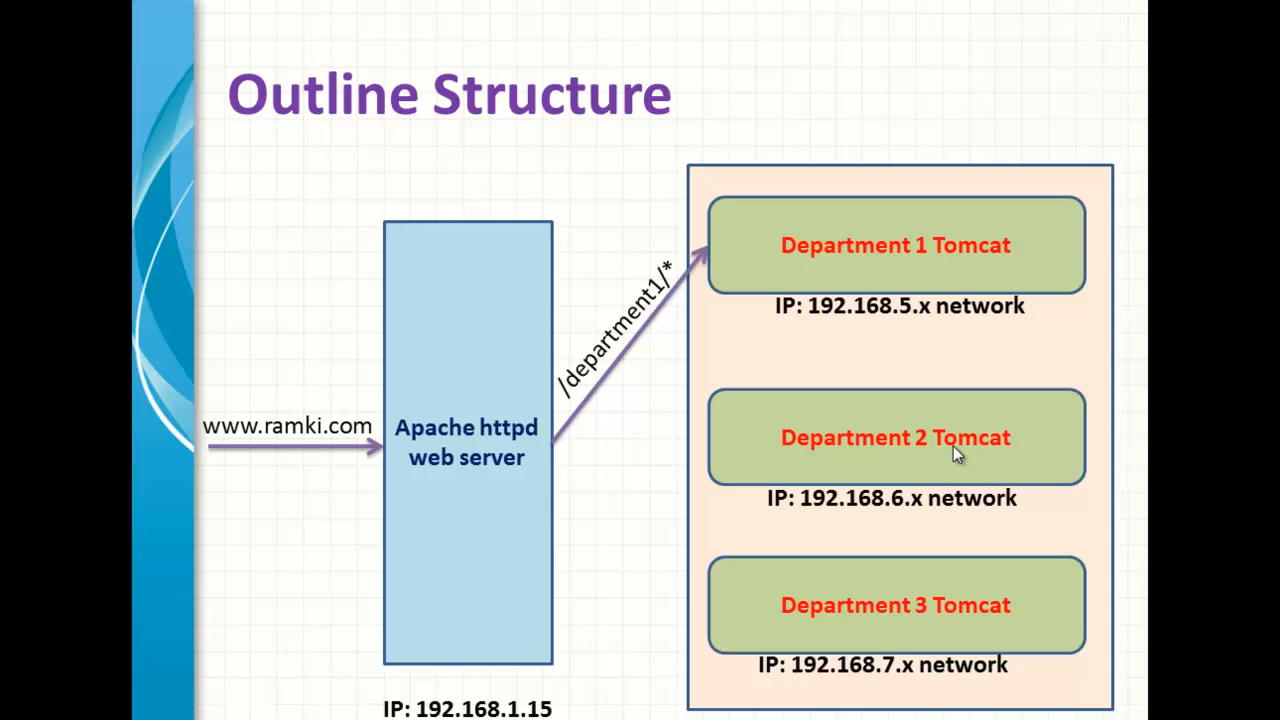 Outline Structure
www.ramki.com
Apache httpd
web server
IP: 192.168.1.15
/department1/*
Department 1 Tomcat
IP: 192.168.5.x network
Department 2 Tomcat
IP: 192.168.6.x network
Department 3 Tomcat
IP: 192.168.7.x network